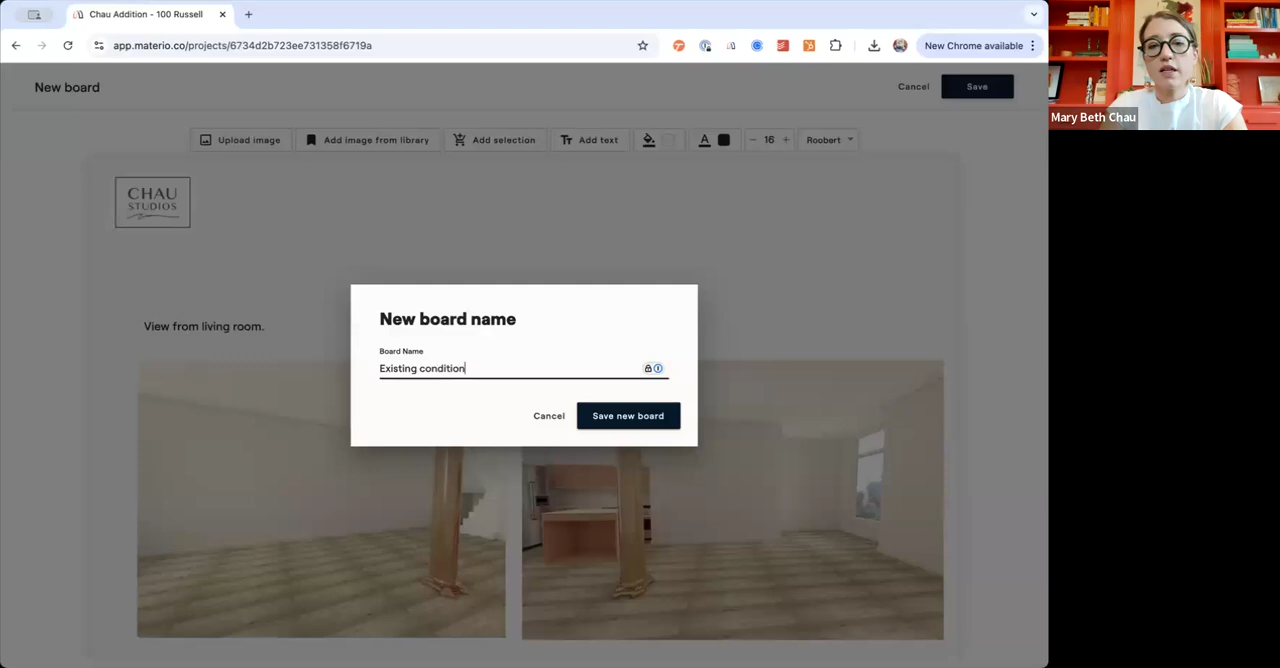 Chau Addition - 100 Russell
app.materio.co/projects/6734d2b723ee731358f6719a
New Chrome available
Mary Beth Chau
New board
Cancel
Save
Upload image
Add image from library
Add selection
Add text
A
16
Roobert
CHAU
STUDIOS
View from living room.
New board name
Board Name
Existing condition
Cancel
Save new board